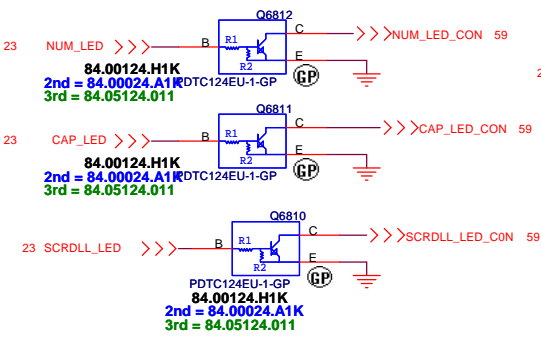 Q6812
23 NUM_LED B R1 R2 C E NUM_LED_CON 59
GP
84.00124.H1K
2nd = 84.00024.A1K PDTC124EU-1-GP
3rd = 84.05124.011
Q6811
23 CAP_LED B R1 R2 C E CAP_LED_CON 59
GP
84.00124.H1K
2nd = 84.00024.A1K PDTC124EU-1-GP
3rd = 84.05124.011
Q6810
23 SCRDLL_LED B R1 R2 C E SCRDLL_LED_C0N 59
GP
PDTC124EU-1-GP
84.00124.H1K
2nd = 84.00024.A1K
3rd = 84.05124.011